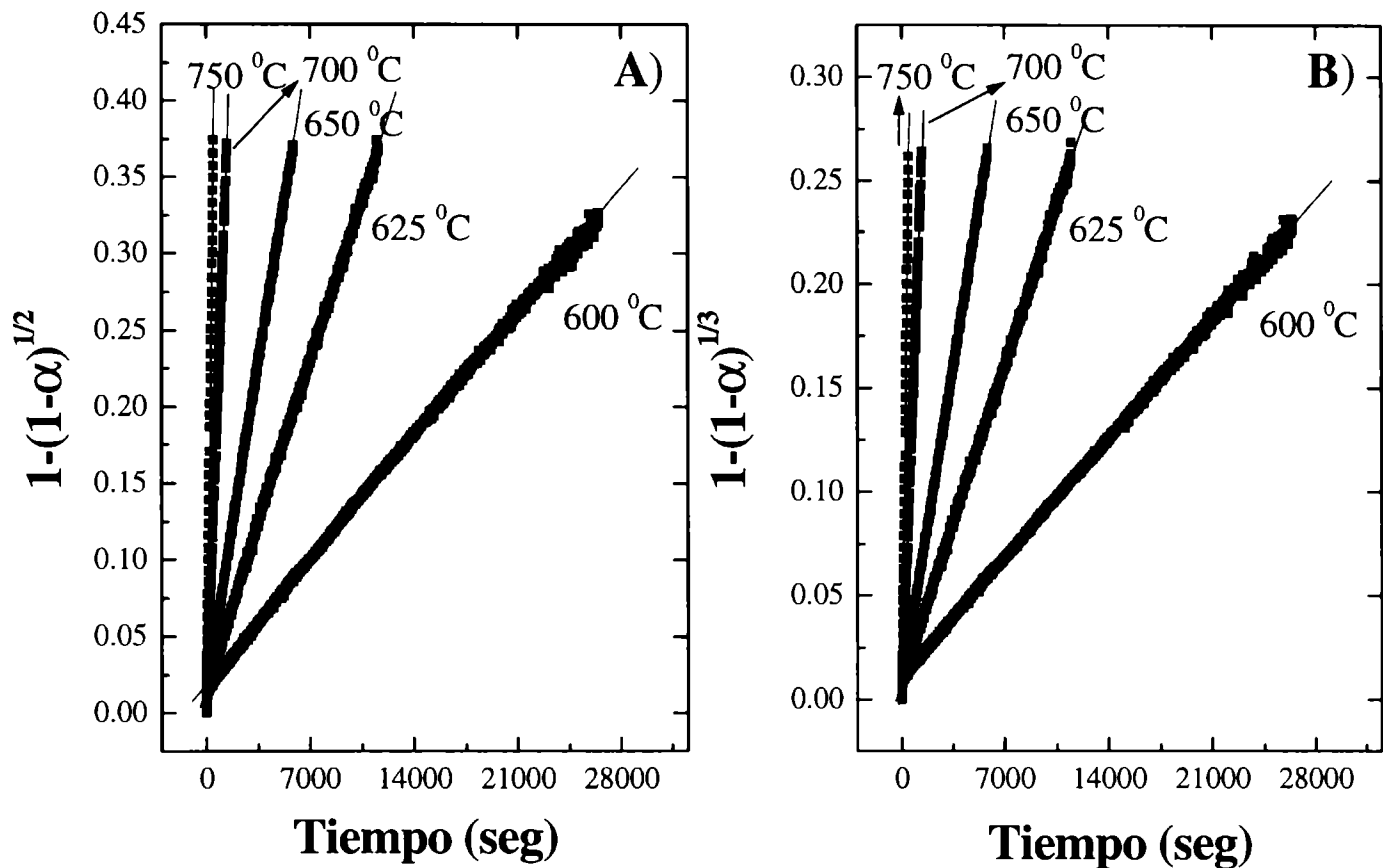 A)
750 ⁰C
700 ⁰C
650 ⁰C
625 ⁰C
600 ⁰C
1-(1-α)^1/2
0.45
0.40
0.35
0.30
0.25
0.20
0.15
0.10
0.05
0.00
0
7000
14000
21000
28000
Tiempo (seg)
B)
750 ⁰C
700 ⁰C
650 ⁰C
625 ⁰C
600 ⁰C
1-(1-α)^1/3
0.30
0.25
0.20
0.15
0.10
0.05
0.00
0
7000
14000
21000
28000
Tiempo (seg)